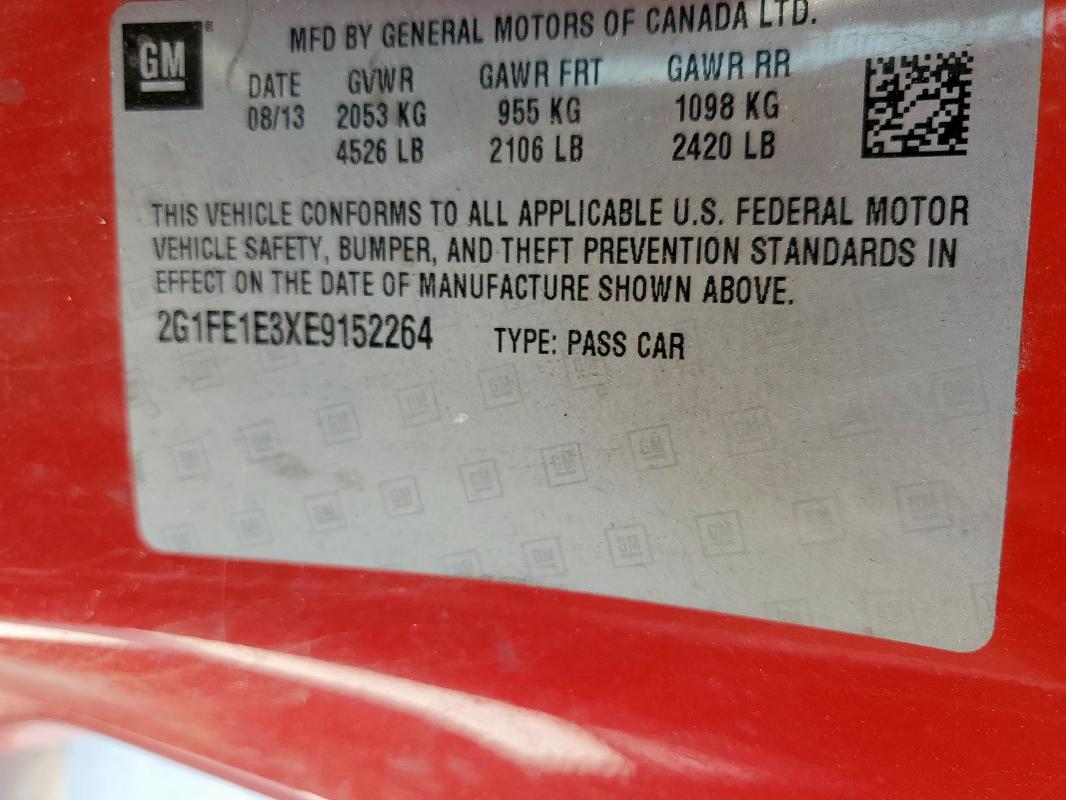 GM ®
MFD BY GENERAL MOTORS OF CANADA LTD.
DATE GVWR GAWR FRT GAWR RR
08/13 2053 KG 955 KG 1098 KG
4526 LB 2106 LB 2420 LB
THIS VEHICLE CONFORMS TO ALL APPLICABLE U.S. FEDERAL MOTOR
VEHICLE SAFETY, BUMPER, AND THEFT PREVENTION STANDARDS IN
EFFECT ON THE DATE OF MANUFACTURE SHOWN ABOVE.
2G1FE1E3XE9152264 TYPE: PASS CAR